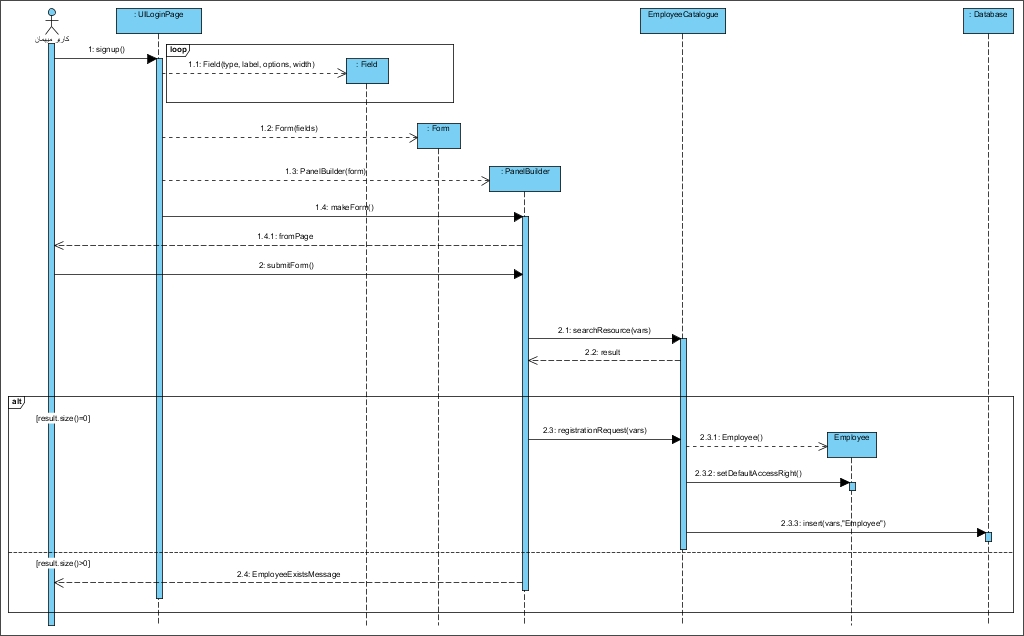 : UILoginPage
EmployeeCatalogue
: Database
کاربر میهمان
1: signup()
loop
1.1: Field(type, label, options, width)
: Field
1.2: Form(fields)
: Form
1.3: PanelBuilder(form)
: PanelBuilder
1.4: makeForm()
1.4.1: fromPage
2: submitForm()
2.1: searchResource(vars)
2.2: result
alt
[result.size()=0]
2.3: registrationRequest(vars)
2.3.1: Employee()
Employee
2.3.2: setDefaultAccessRight()
2.3.3: insert(vars,"Employee")
[result.size()>0]
2.4: EmployeeExistsMessage